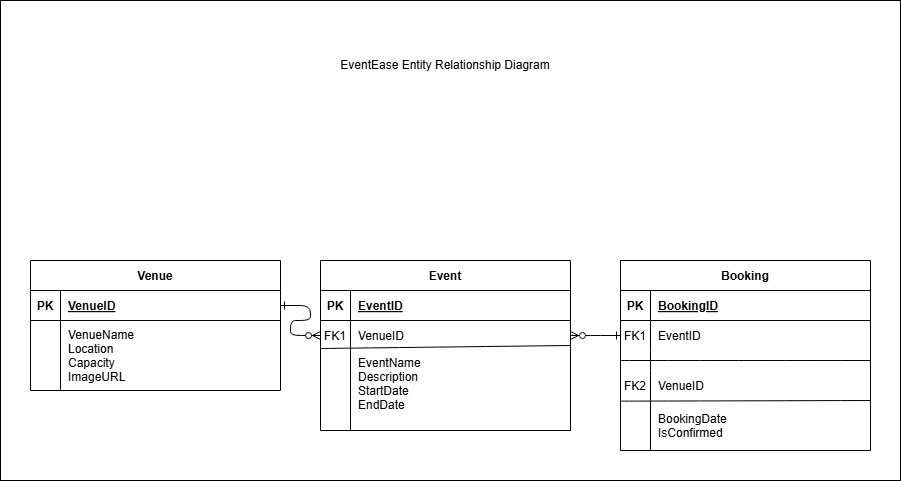 EventEase Entity Relationship Diagram
Venue
PK VenueID
VenueName
Location
Capacity
ImageURL
Event
PK EventID
FK1 VenueID
EventName
Description
StartDate
EndDate
Booking
PK BookingID
FK1 EventID
FK2 VenueID
BookingDate
IsConfirmed